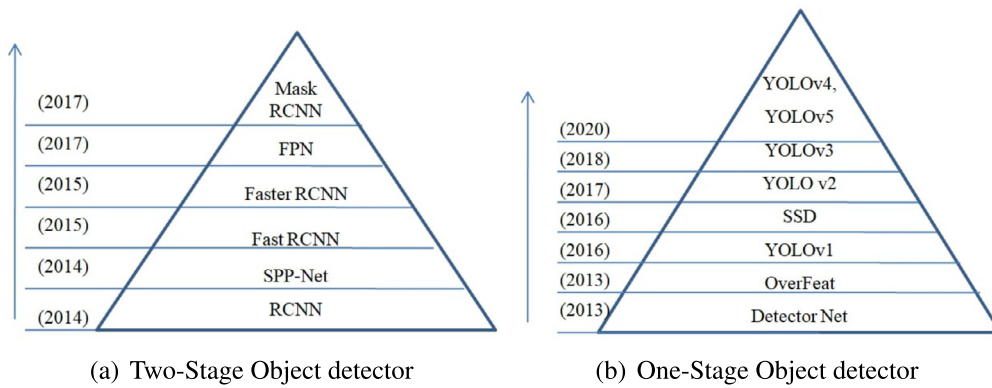 (2017)
Mask
RCNN
(2017)
FPN
(2015)
Faster RCNN
(2015)
Fast RCNN
(2014)
SPP-Net
(2014)
RCNN
(a) Two-Stage Object detector
YOLOv4,
YOLOv5
(2020)
YOLOv3
(2018)
YOLO v2
(2017)
SSD
(2016)
YOLOv1
(2016)
OverFeat
(2013)
Detector Net
(2013)
(b) One-Stage Object detector